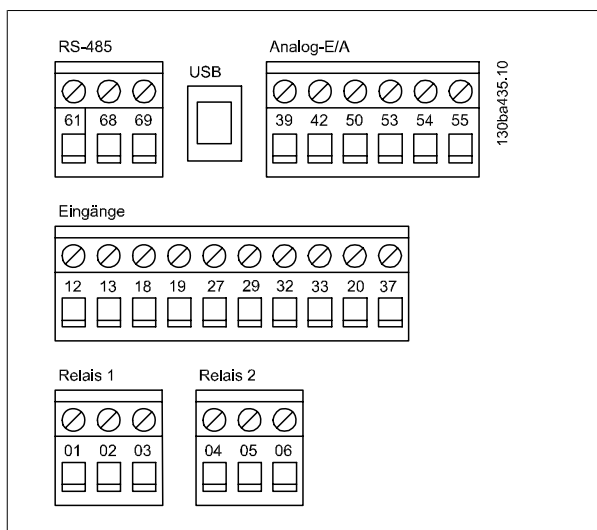 RS-485
USB
Analog-E/A
61 68 69
39 42 50 53 54 55
130ba435.10
Eingänge
12 13 18 19 27 29 32 33 20 37
Relais 1
Relais 2
01 02 03
04 05 06